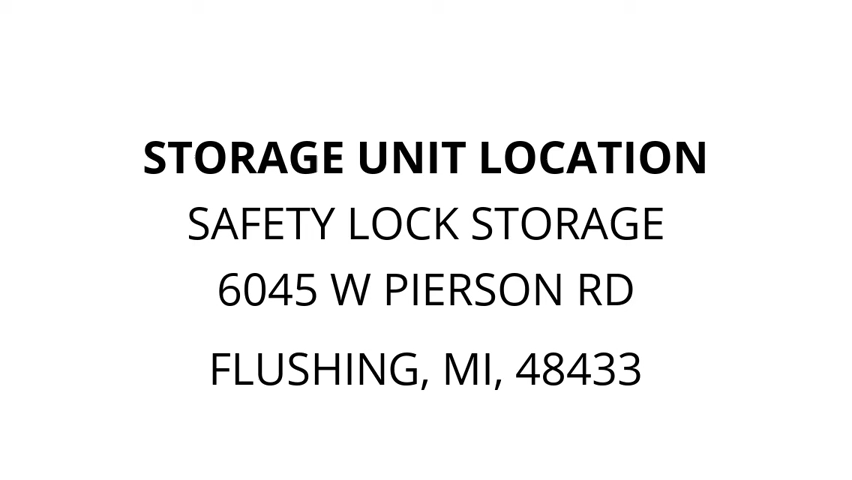 STORAGE UNIT LOCATION
SAFETY LOCK STORAGE
6045 W PIERSON RD
FLUSHING, MI, 48433